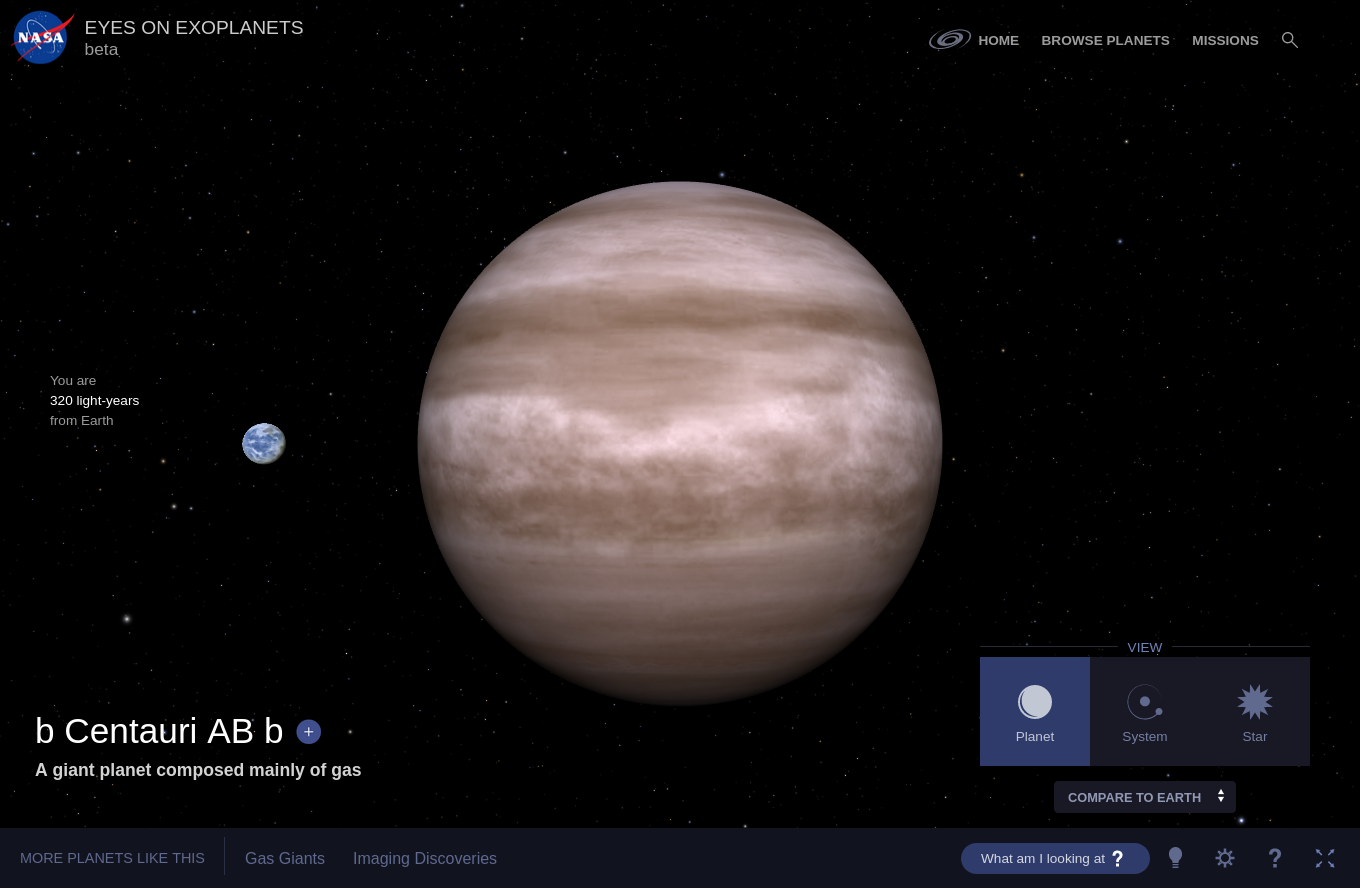 NASA
EYES ON EXOPLANETS
beta
HOME
BROWSE PLANETS
MISSIONS
You are
320 light-years
from Earth
VIEW
Planet
System
Star
b Centauri AB b +
A giant planet composed mainly of gas
COMPARE TO EARTH
MORE PLANETS LIKE THIS
Gas Giants
Imaging Discoveries
What am I looking at ?
?